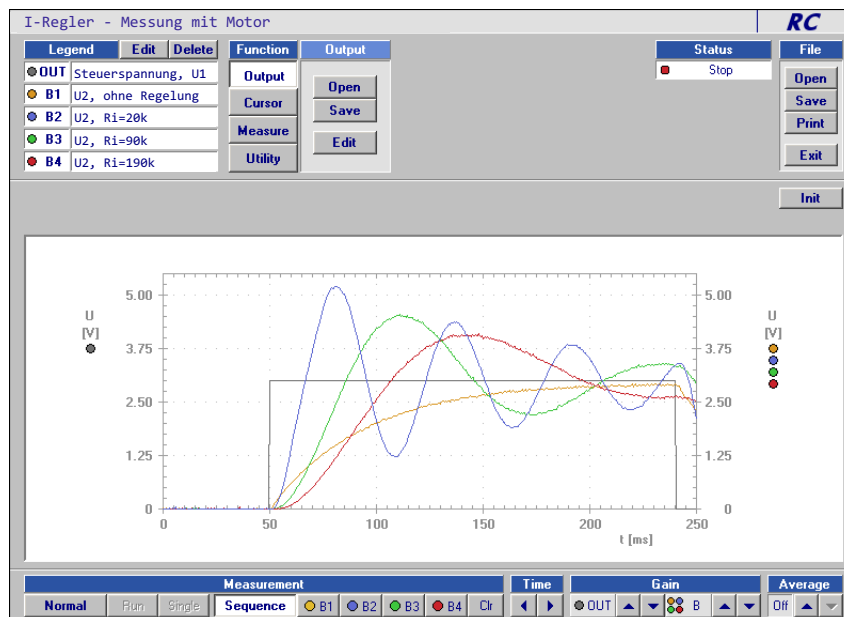 I-Regler - Messung mit Motor
RC
Legend Edit Delete Function Output Status File
OUT Steuerspannung, U1 Output Open Stop Open
B1 U2, ohne Regelung Cursor Save Save
B2 U2, Ri=20k Measure Edit Print
B3 U2, Ri=90k Utility Exit
B4 U2, Ri=190k
Init
U [V]
5.00 5.00
3.75 3.75
2.50 2.50
1.25 1.25
0 0
U [V]
0 50 100 150 200 250
t [ms]
Measurement Time Gain Average
Normal Run Single Sequence B1 B2 B3 B4 Clr OUT B Off